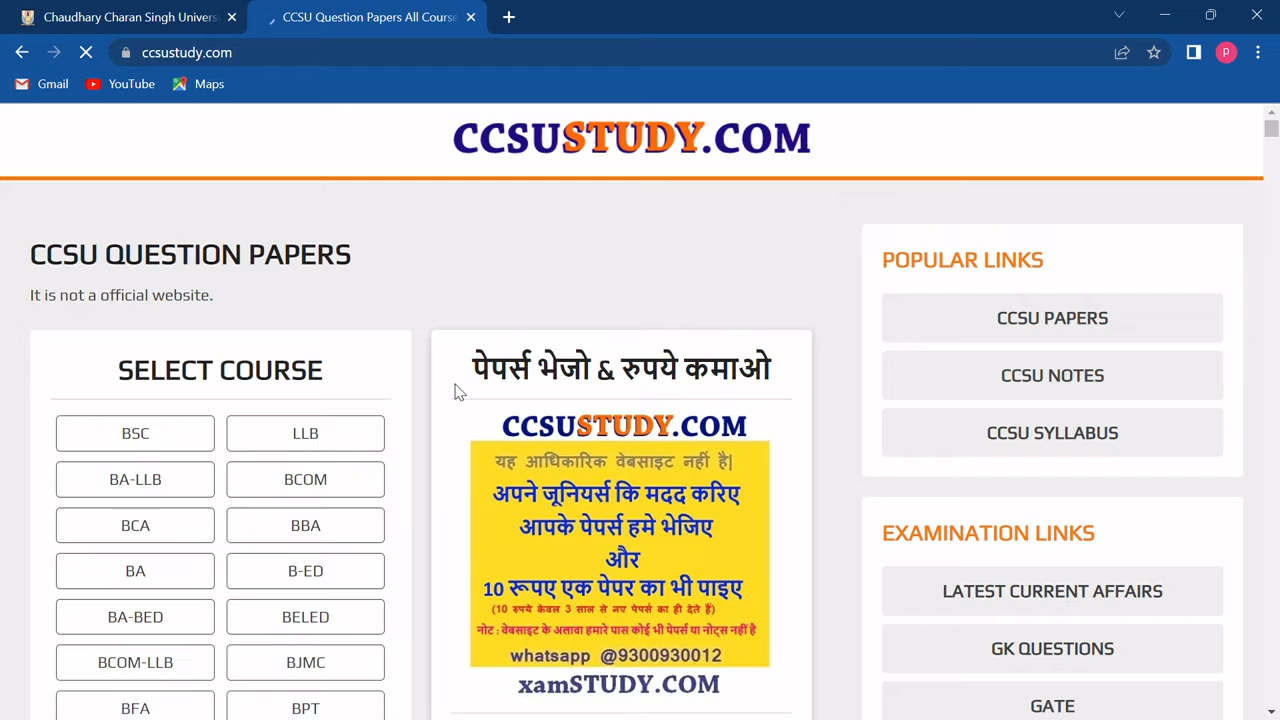 Chaudhary Charan Singh Univers
CCSU Question Papers All Course
ccsustudy.com
P
Gmail
YouTube
Maps
CCSUSTUDY.COM
CCSU QUESTION PAPERS
It is not a official website.
SELECT COURSE
BSC
LLB
BA-LLB
BCOM
BCA
BBA
BA
B-ED
BA-BED
BELED
BCOM-LLB
BJMC
BFA
BPT
पेपर्स भेजो & रुपये कमाओ
CCSUSTUDY.COM
यह आधिकारिक वेबसाइट नहीं है|
अपने जूनियर्स कि मदद करिए
आपके पेपर्स हमे भेजिए
और
10 रूपए एक पेपर का भी पाइए
(10 रुपये केवल 3 साल से नए पेपर्स का ही देते हैं)
नोट : वेबसाइट के अलावा हमारे पास कोई भी पेपर्स या नोट्स नहीं है
whatsapp @9300930012
xamSTUDY.COM
POPULAR LINKS
CCSU PAPERS
CCSU NOTES
CCSU SYLLABUS
EXAMINATION LINKS
LATEST CURRENT AFFAIRS
GK QUESTIONS
GATE